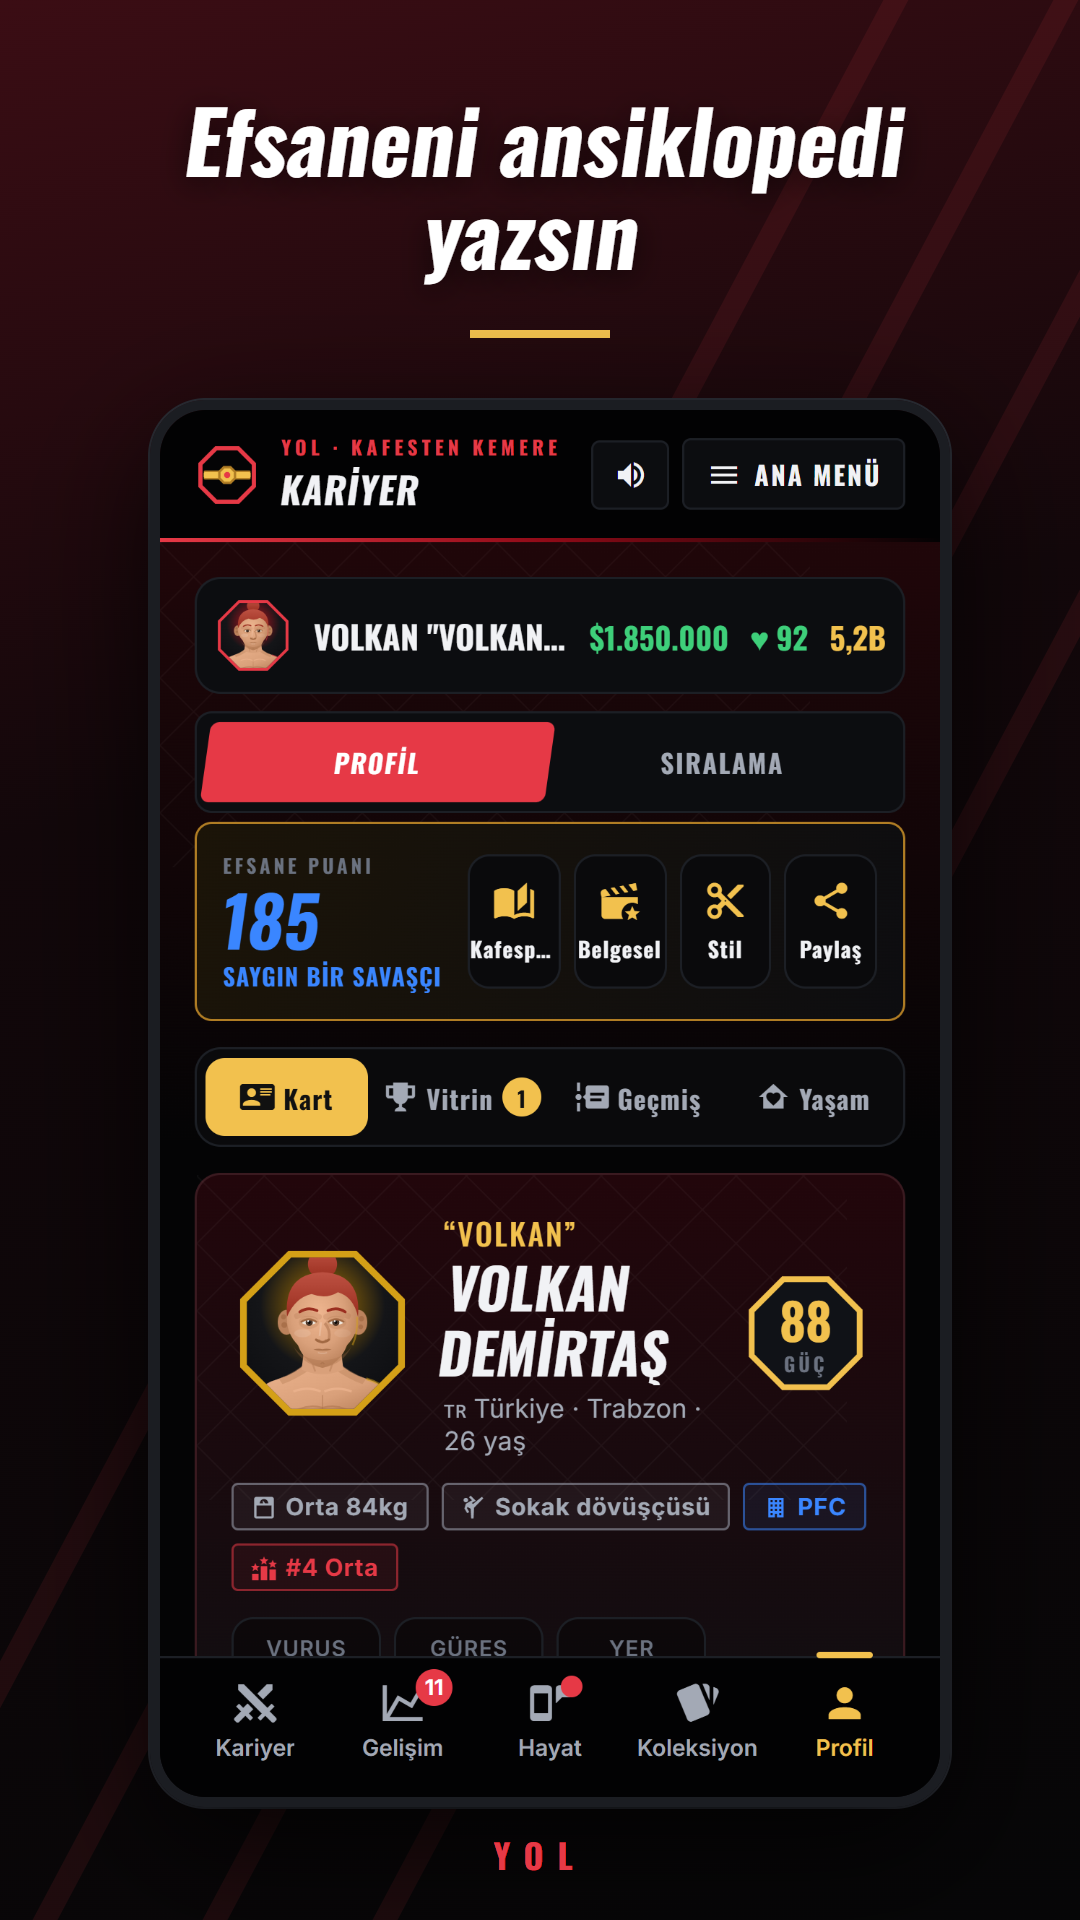 Efsaneni ansiklopedi
yazsın
YOL · KAFESTEN KEMERE
KARİYER
ANA MENÜ
VOLKAN "VOLKAN... $1.850.000 ♥ 92 5,2B
PROFİL SIRALAMA
EFSANE PUANI
185
SAYGIN BİR SAVAŞÇI
Kafesp... Belgesel Stil Paylaş
Kart Vitrin 1 Geçmiş Yaşam
“VOLKAN”
VOLKAN
DEMİRTAŞ
88
GÜÇ
TR Türkiye · Trabzon ·
26 yaş
Orta 84kg Sokak dövüşçüsü PFC
#4 Orta
VURUŞ GÜREŞ YER
11
Kariyer Gelişim Hayat Koleksiyon Profil
YOL